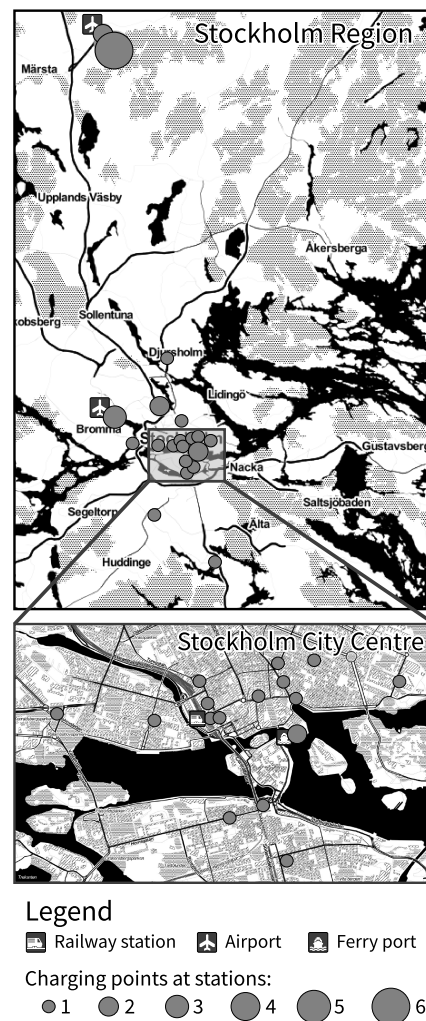 Stockholm Region
Märsta
Upplands Väsby
Åkersberga
Sollentuna
kobsberg
Djursholm
Lidingö
Bromma
Stockholm
Gustavsberg
Nacka
Saltsjöbaden
Segeltorp
Älta
Huddinge
Stockholm City Centre
Legend
Railway station Airport Ferry port
Charging points at stations:
1 2 3 4 5 6